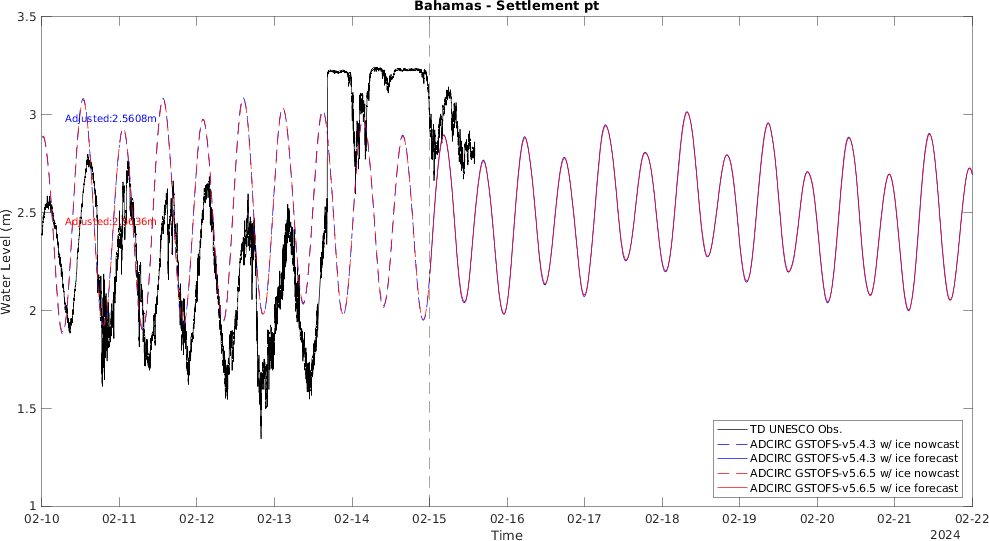 Bahamas - Settlement pt
3.5
3
2.5
2
1.5
1
Water Level (m)
Adjusted:2.5608m
02-10
02-11
02-12
02-13
02-14
02-15
02-16
02-17
02-18
02-19
02-20
02-21
02-22
Time
2024
TD UNESCO Obs.
ADCIRC GSTOFS-v5.4.3 w/ ice nowcast
ADCIRC GSTOFS-v5.4.3 w/ ice forecast
ADCIRC GSTOFS-v5.6.5 w/ ice nowcast
ADCIRC GSTOFS-v5.6.5 w/ ice forecast